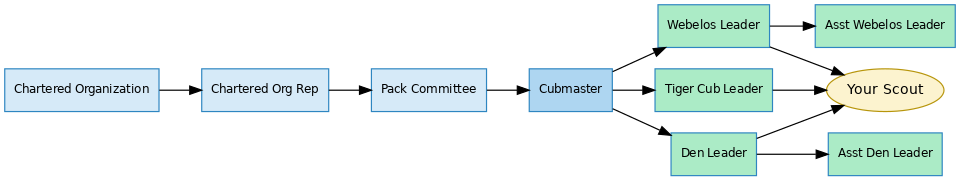 Chartered Organization
Chartered Org Rep
Pack Committee
Cubmaster
Webelos Leader
Asst Webelos Leader
Tiger Cub Leader
Your Scout
Den Leader
Asst Den Leader